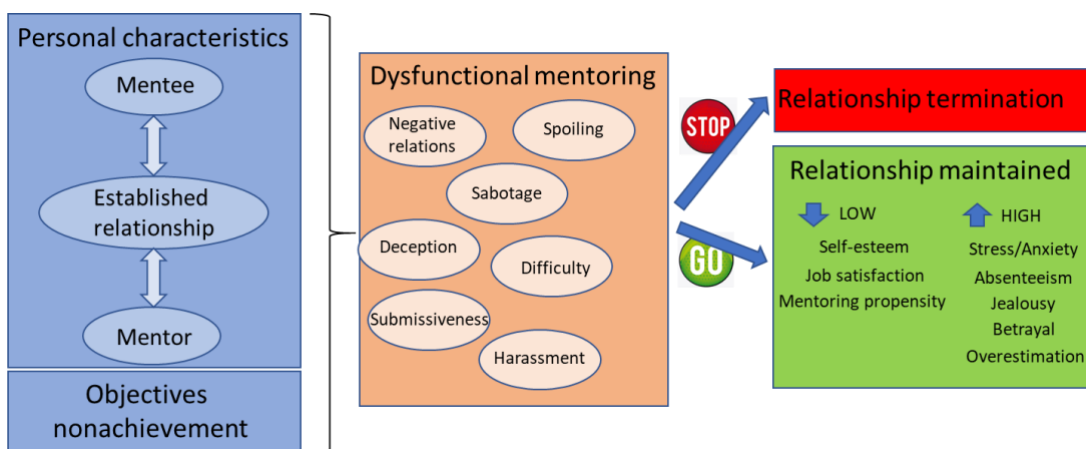 Personal characteristics
Mentee
Established
relationship
Mentor
Objectives
nonachievement
Dysfunctional mentoring
Negative
relations
Spoiling
Sabotage
Deception
Difficulty
Submissiveness
Harassment
STOP
GO
Relationship termination
Relationship maintained
LOW
Self-esteem
Job satisfaction
Mentoring propensity
HIGH
Stress/Anxiety
Absenteeism
Jealousy
Betrayal
Overestimation